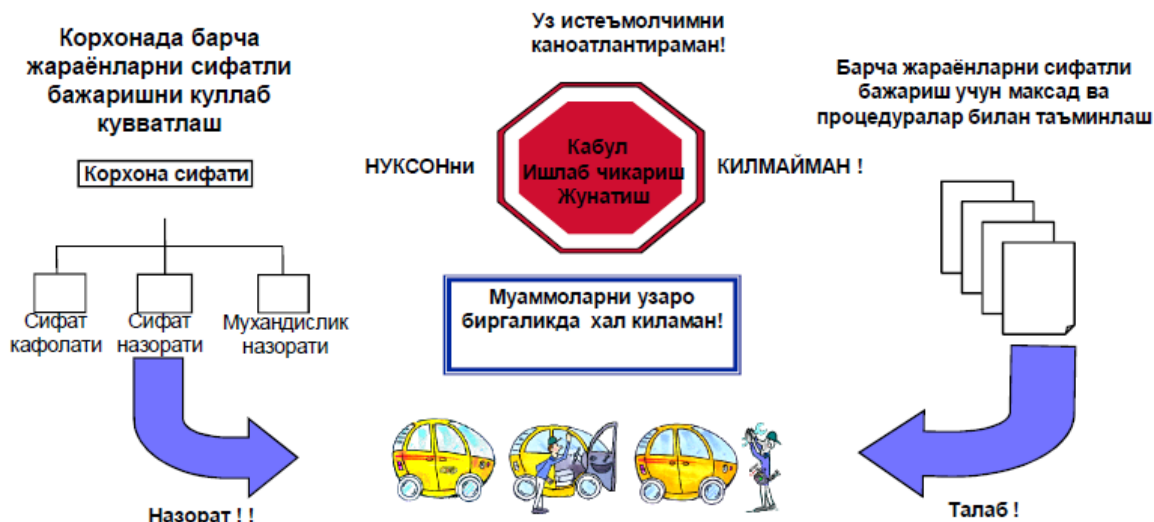 Корхонада барча
жараёнларни сифатли
бажаришни куллаб
кувватлаш
Корхона сифати
Сифат
кафолати
Сифат
назорати
Мухандислик
назорати
Назорат ! !
Уз истеъмолчимни
каноатлантираман!
НУКСОНни
Кабул
Ишлаб чикариш
Жунатиш
КИЛМАЙМАН !
Муаммоларни узаро
биргаликда хал киламан!
Барча жараёнларни сифатли
бажариш учун максад ва
процедуралар билан таъминлаш
Талаб !